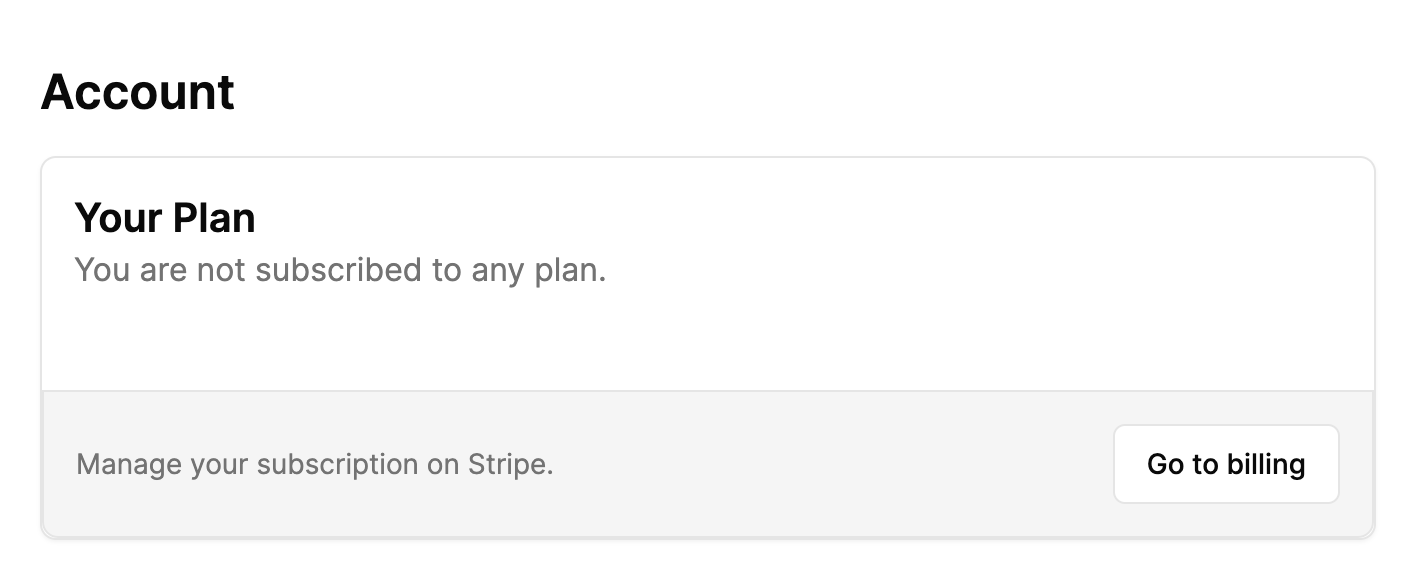 Account
Your Plan
You are not subscribed to any plan.
Manage your subscription on Stripe.
Go to billing